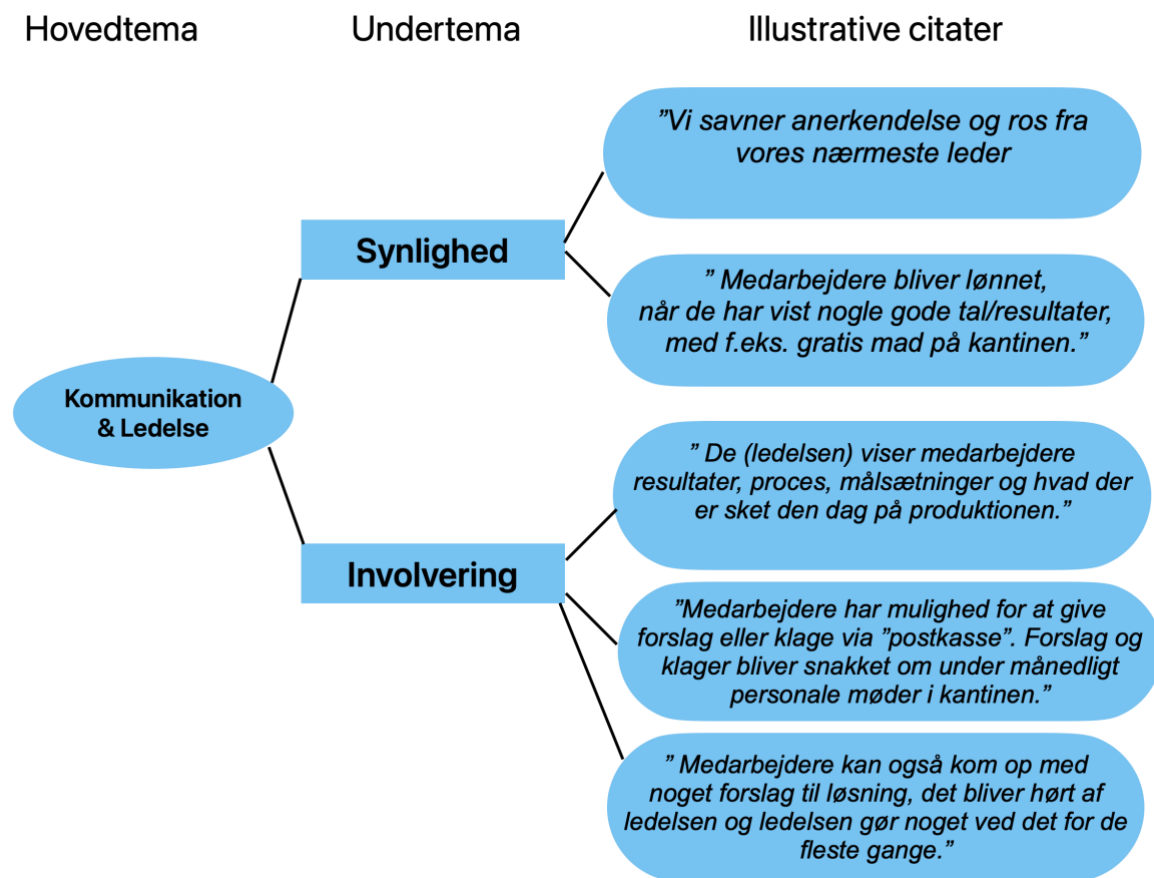 Hovedtema
Undertema
Illustrative citater
”Vi savner anerkendelse og ros fra
vores nærmeste leder
Synlighed
” Medarbejdere bliver lønnet,
når de har vist nogle gode tal/resultater,
med f.eks. gratis mad på kantinen.”
Kommunikation
& Ledelse
” De (ledelsen) viser medarbejdere
resultater, proces, målsætninger og hvad der
er sket den dag på produktionen.”
Involvering
”Medarbejdere har mulighed for at give
forslag eller klage via ”postkasse”. Forslag og
klager bliver snakket om under månedligt
personale møder i kantinen.”
” Medarbejdere kan også kom op med
noget forslag til løsning, det bliver hørt af
ledelsen og ledelsen gør noget ved det for de
fleste gange.”